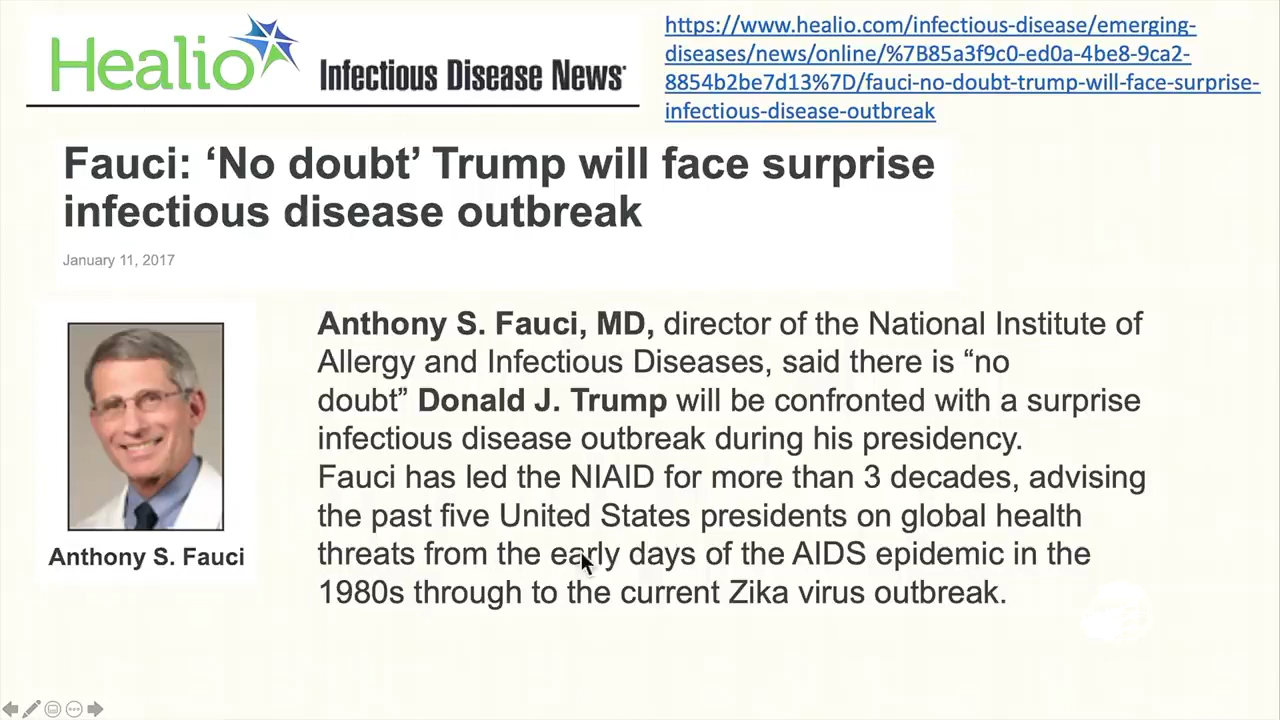 Healio
Infectious Disease News
https://www.healio.com/infectious-disease/emerging-
diseases/news/online/%7B85a3f9c0-ed0a-4be8-9ca2-
8854b2be7d13%7D/fauci-no-doubt-trump-will-face-surprise-
infectious-disease-outbreak
Fauci: ‘No doubt’ Trump will face surprise
infectious disease outbreak
January 11, 2017
Anthony S. Fauci
Anthony S. Fauci, MD, director of the National Institute of
Allergy and Infectious Diseases, said there is “no
doubt” Donald J. Trump will be confronted with a surprise
infectious disease outbreak during his presidency.
Fauci has led the NIAID for more than 3 decades, advising
the past five United States presidents on global health
threats from the early days of the AIDS epidemic in the
1980s through to the current Zika virus outbreak.